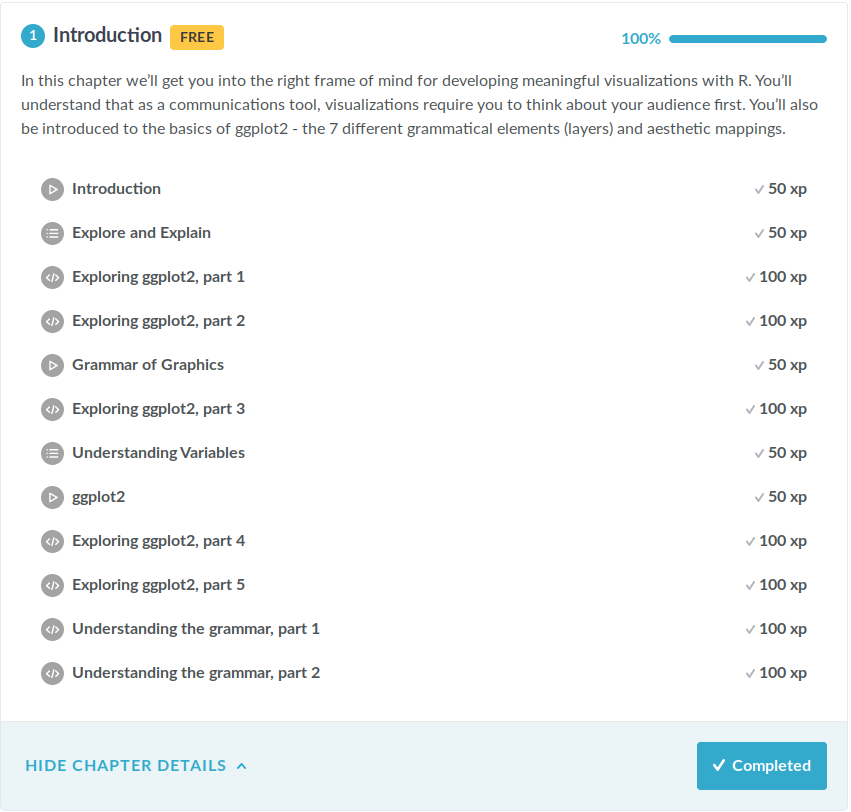 1 Introduction FREE 100%
In this chapter we’ll get you into the right frame of mind for developing meaningful visualizations with R. You’ll
understand that as a communications tool, visualizations require you to think about your audience first. You’ll also
be introduced to the basics of ggplot2 - the 7 different grammatical elements (layers) and aesthetic mappings.
Introduction 50 xp
Explore and Explain 50 xp
Exploring ggplot2, part 1 100 xp
Exploring ggplot2, part 2 100 xp
Grammar of Graphics 50 xp
Exploring ggplot2, part 3 100 xp
Understanding Variables 50 xp
ggplot2 50 xp
Exploring ggplot2, part 4 100 xp
Exploring ggplot2, part 5 100 xp
Understanding the grammar, part 1 100 xp
Understanding the grammar, part 2 100 xp
HIDE CHAPTER DETAILS Completed